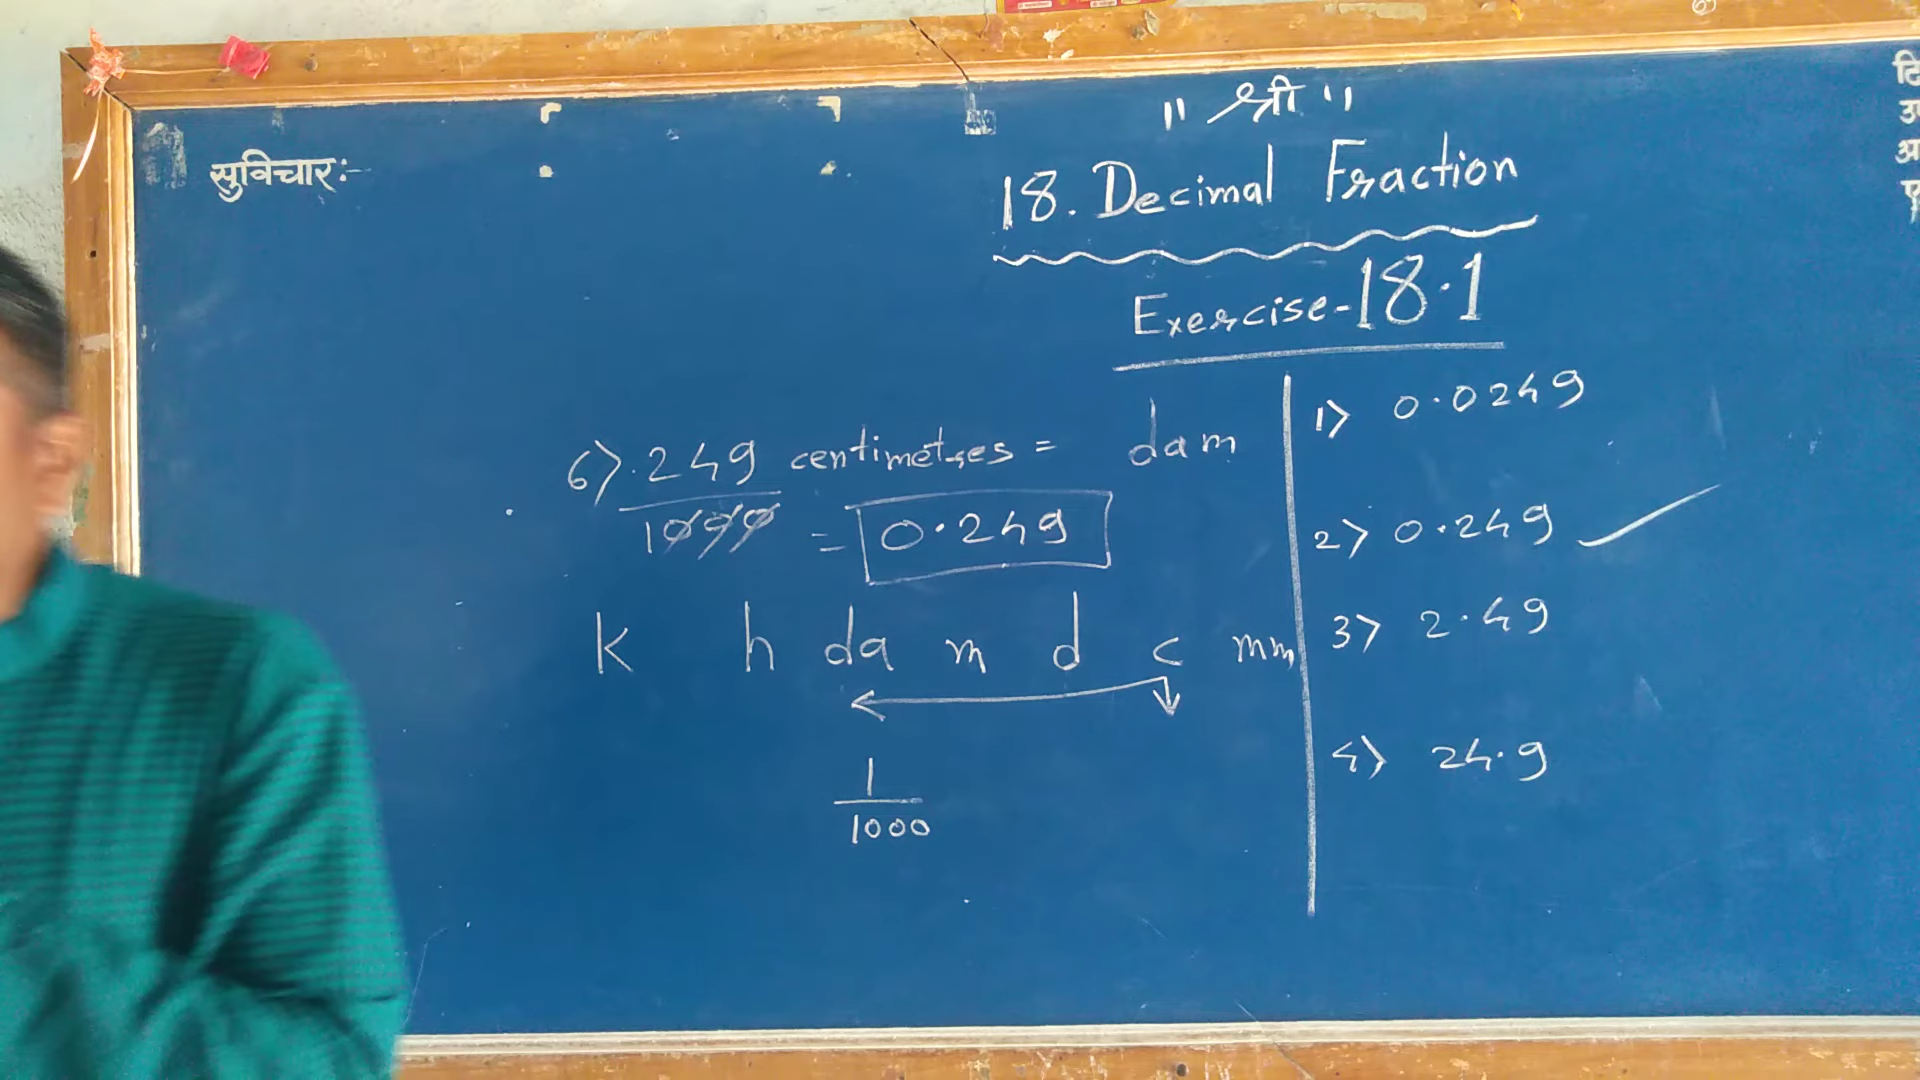 " श्री "
सुविचार:-
18. Decimal Fraction
Exercise-18.1
6) .249 centimetres = dam
1000 = 0.249
k h da m d c mm
1
1000
1) 0.0249
2) 0.249
3) 2.49
4) 24.9
टि
उ
अ
ए